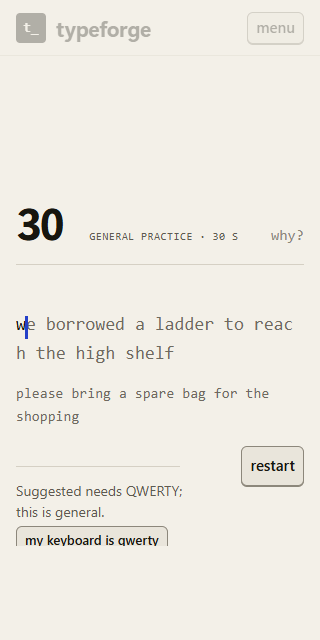 t_ typeforge menu
30 GENERAL PRACTICE · 30 S why?
we borrowed a ladder to reac
h the high shelf
please bring a spare bag for the
shopping
restart
Suggested needs QWERTY;
this is general.
my keyboard is qwerty